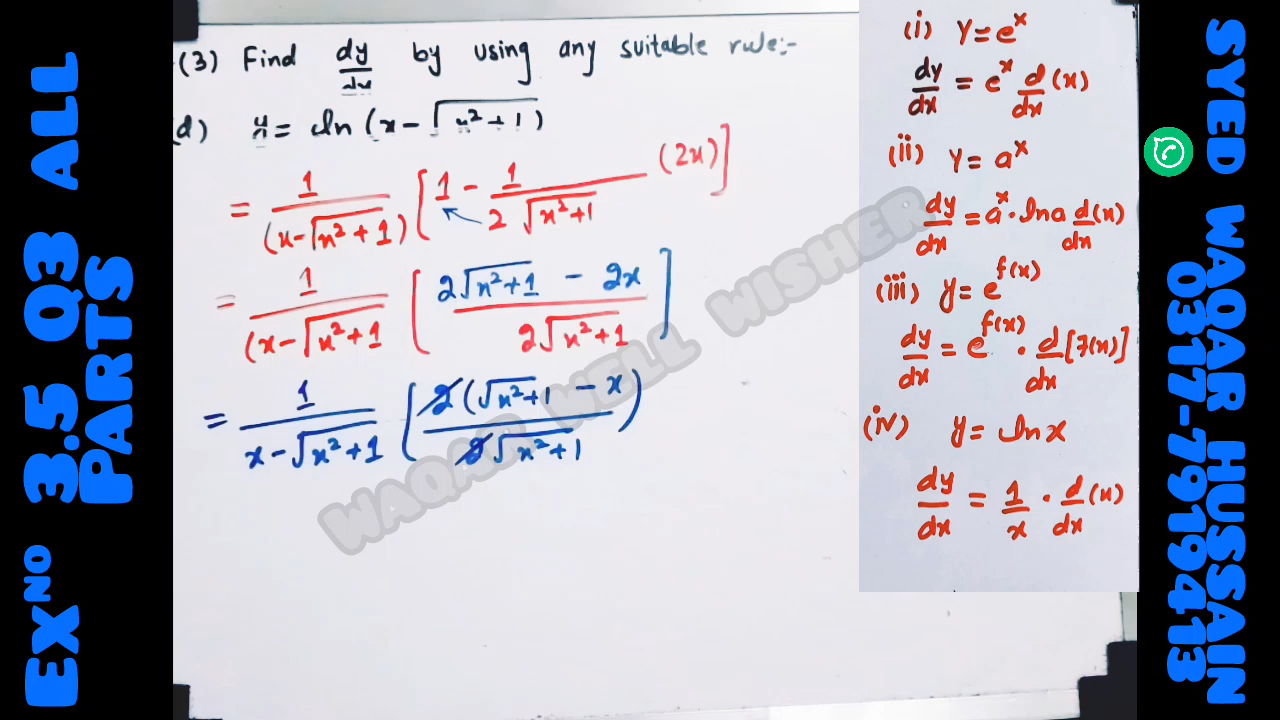 EX NO 3.5 Q3 ALL PARTS
(3) Find dy/dx by using any suitable rule:-
(d) y = ln (x - √(x² + 1))
= 1/(x - √(x² + 1)) [1 - 1/(2 √(x² + 1)) (2x)]
= 1/(x - √(x² + 1 [(2√(x² + 1) - 2x)/(2√(x² + 1))]
= 1/(x - √(x² + 1)) (2(√(x² + 1) - x)/(2√(x² + 1)))
WAQAR WELL WISHER
(i) Y = e^x
dy/dx = e^x d/dx (x)
(ii) Y = a^x
dy/dx = a^x · ln a d/dx (x)
(iii) y = e^f(x)
dy/dx = e^f(x) · d/dx [f(x)]
(iv) y = ln x
dy/dx = 1/x · d/dx (x)
SYED WAQAR HUSSAIN
0317-7919413